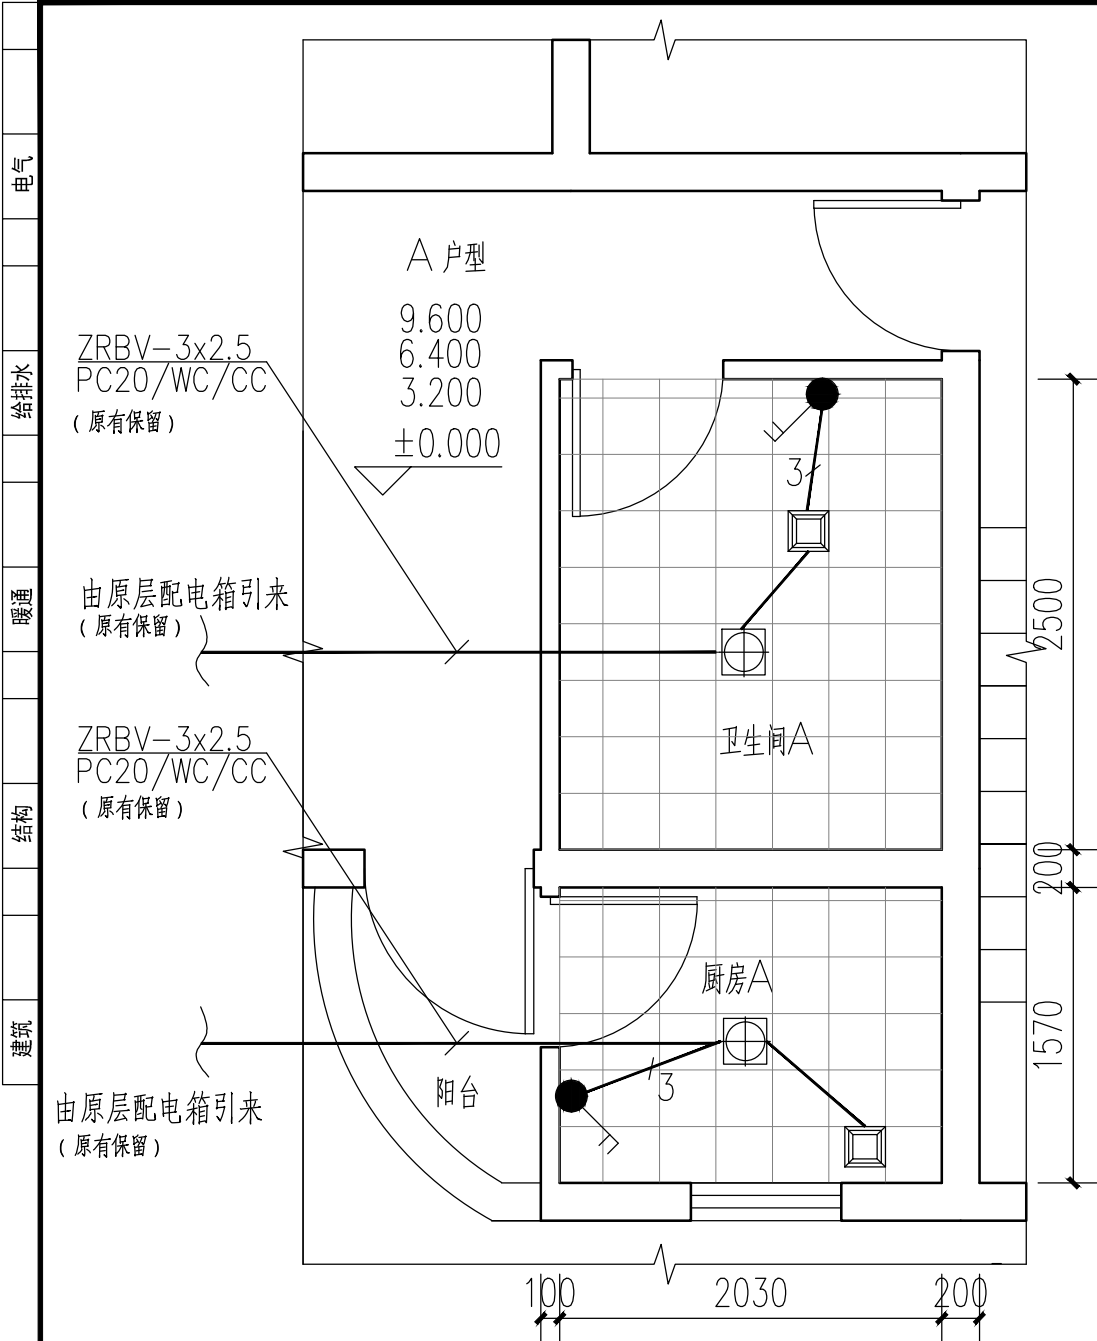 电气
给排水
暖通
结构
建筑
A 户型
9.600
6.400
3.200
±0.000
ZRBV-3x2.5
PC20/WC/CC
(原有保留)
由原层配电箱引来
(原有保留)
ZRBV-3x2.5
PC20/WC/CC
(原有保留)
由原层配电箱引来
(原有保留)
3
卫生间A
厨房A
3
阳台
2500
200
1570
100
2030
200